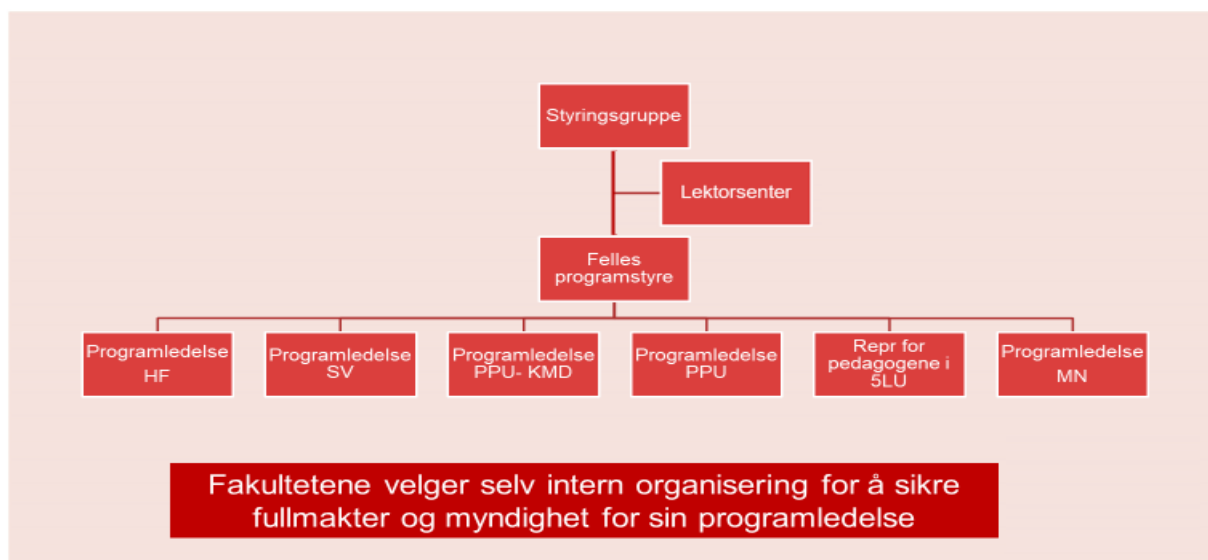 Styringsgruppe
Lektorsenter
Felles
programstyre
Programledelse
HF
Programledelse
SV
Programledelse
PPU- KMD
Programledelse
PPU
Repr for
pedagogene i
5LU
Programledelse
MN
Fakultetene velger selv intern organisering for å sikre
fullmakter og myndighet for sin programledelse